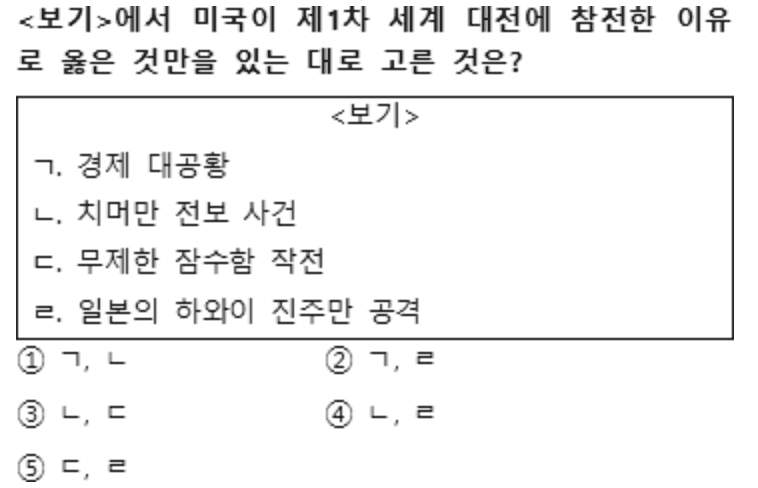 <보기>에서 미국이 제1차 세계 대전에 참전한 이유
로 옳은 것만을 있는 대로 고른 것은?
<보기>
ㄱ. 경제 대공황
ㄴ. 치머만 전보 사건
ㄷ. 무제한 잠수함 작전
ㄹ. 일본의 하와이 진주만 공격
① ㄱ, ㄴ ② ㄱ, ㄹ
③ ㄴ, ㄷ ④ ㄴ, ㄹ
⑤ ㄷ, ㄹ